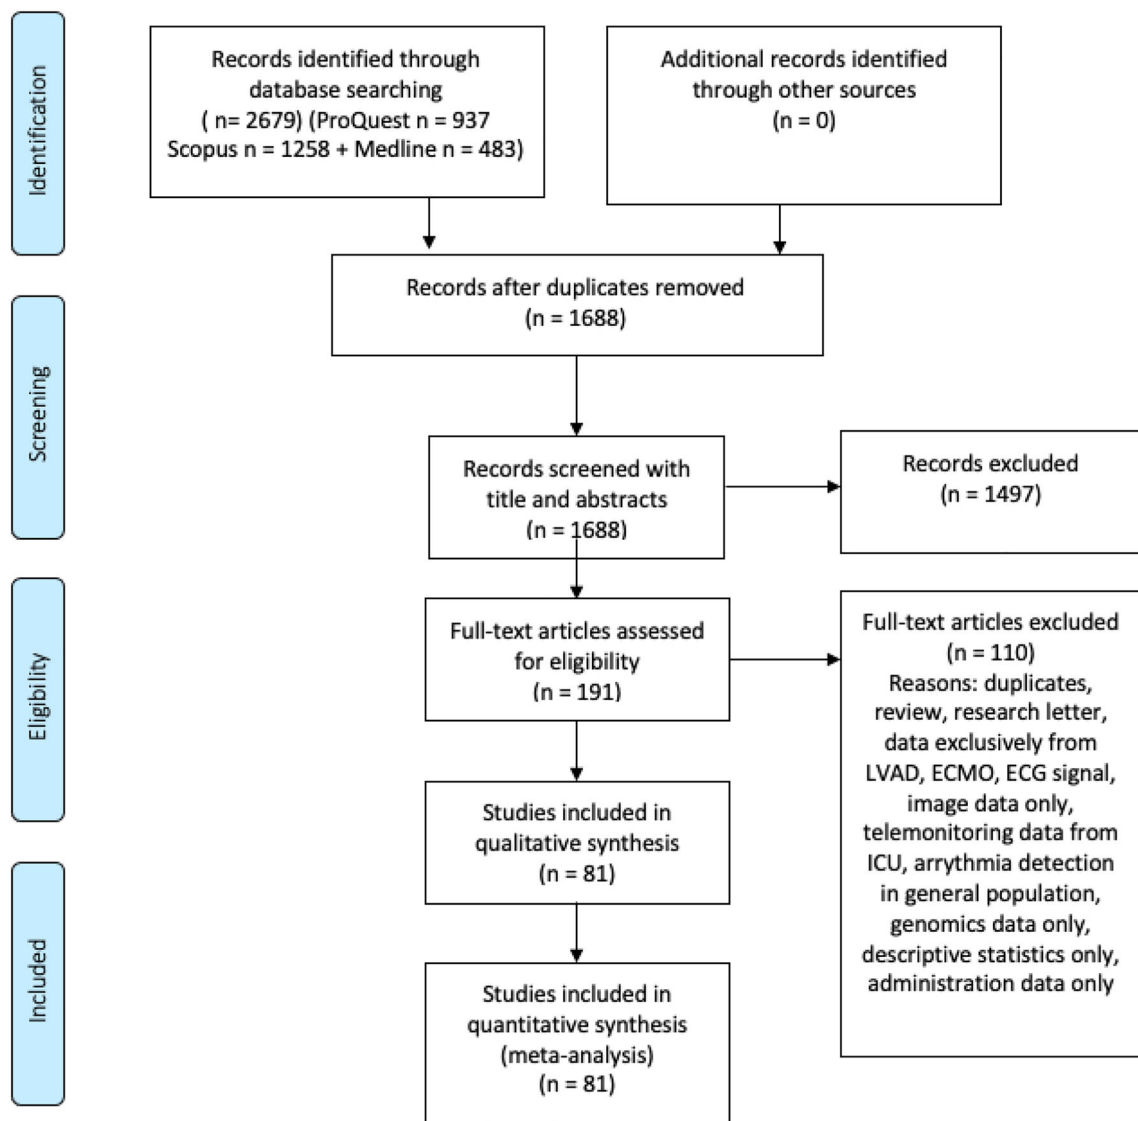 Identification
Records identified through
database searching
( n= 2679) (ProQuest n = 937
Scopus n = 1258 + Medline n = 483)
Additional records identified
through other sources
(n = 0)
Records after duplicates removed
(n = 1688)
Screening
Records screened with
title and abstracts
(n = 1688)
Records excluded
(n = 1497)
Eligibility
Full-text articles assessed
for eligibility
(n = 191)
Full-text articles excluded
(n = 110)
Reasons: duplicates,
review, research letter,
data exclusively from
LVAD, ECMO, ECG signal,
image data only,
telemonitoring data from
ICU, arrythmia detection
in general population,
genomics data only,
descriptive statistics only,
administration data only
Studies included in
qualitative synthesis
(n = 81)
Included
Studies included in
quantitative synthesis
(meta-analysis)
(n = 81)